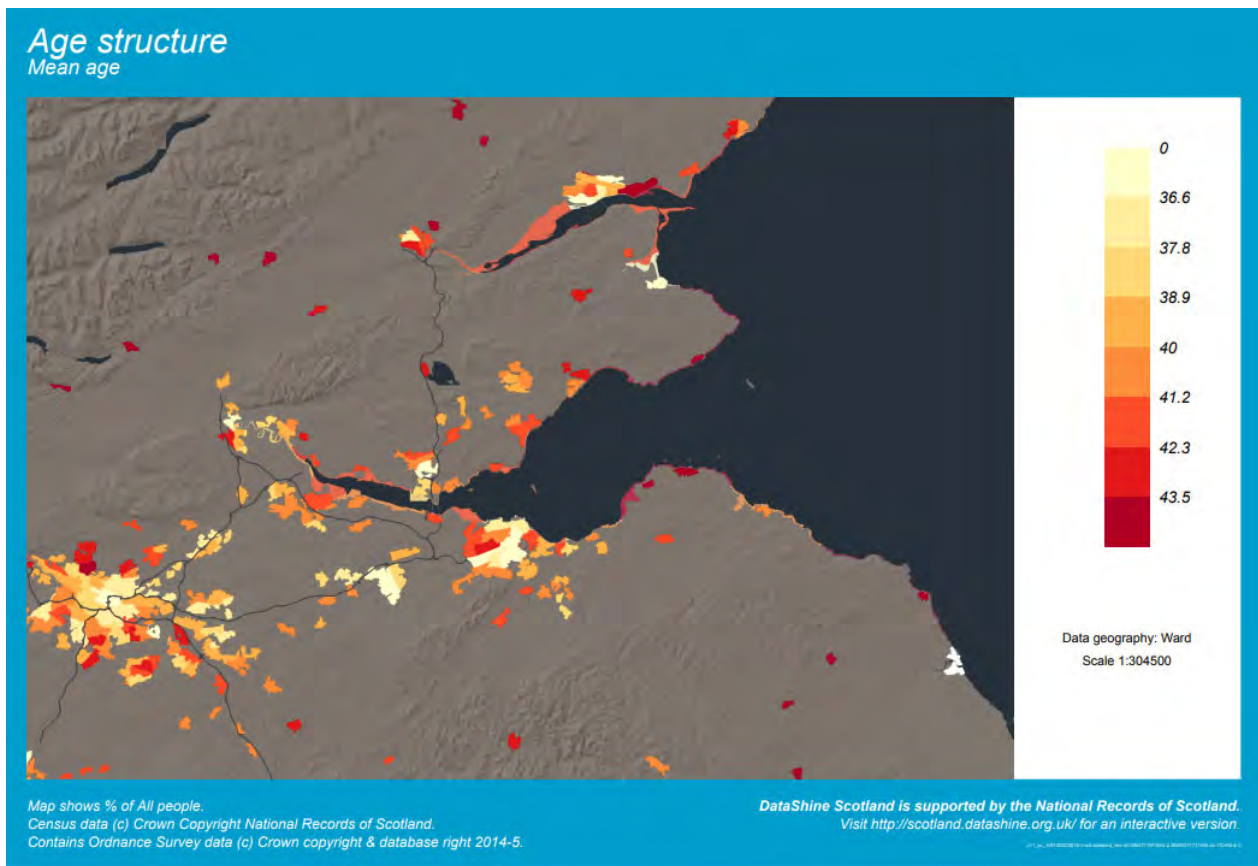 Age structure
Mean age
0
36.6
37.8
38.9
40
41.2
42.3
43.5
Data geography: Ward
Scale 1:304500
Map shows % of All people.
Census data (c) Crown Copyright National Records of Scotland.
Contains Ordnance Survey data (c) Crown copyright & database right 2014-5.
DataShine Scotland is supported by the National Records of Scotland.
Visit http://scotland.datashine.org.uk/ for an interactive version.